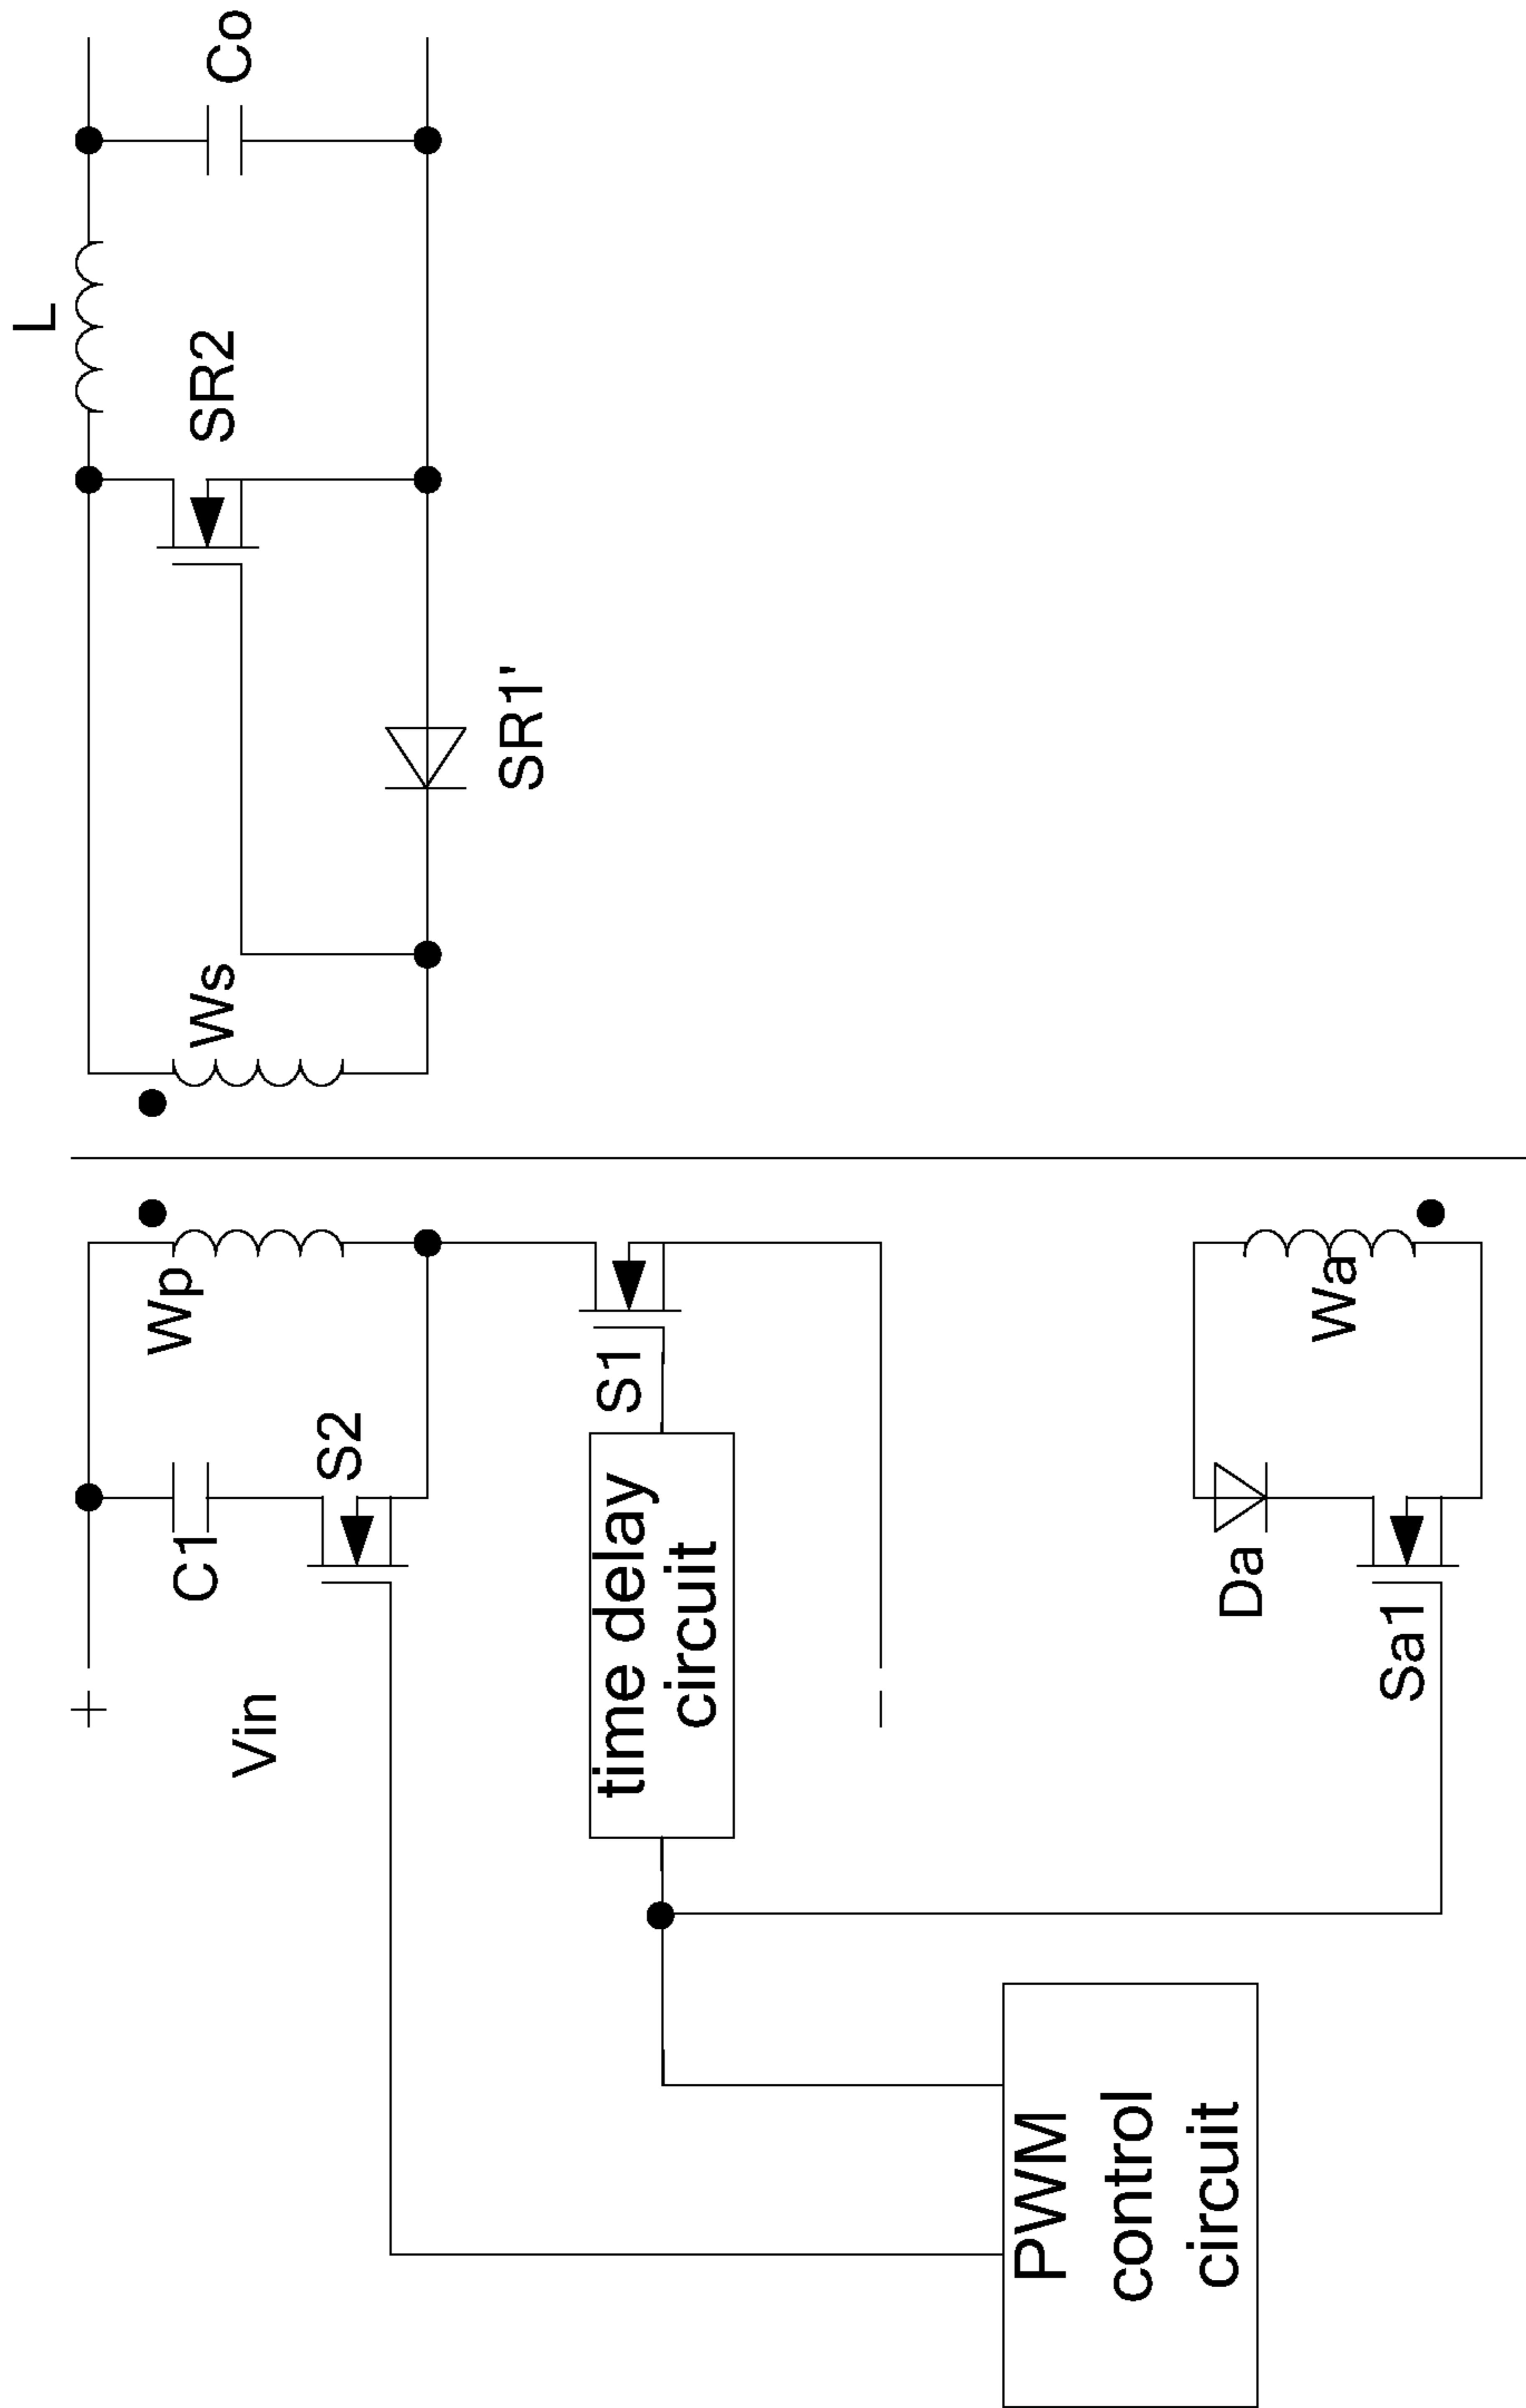 L
Co
SR2
Ws
SR1'
Wp
C1
S2
S1
+
Vin
-
time delay
circuit
Wa
Da
Sa1
PWM
control
circuit